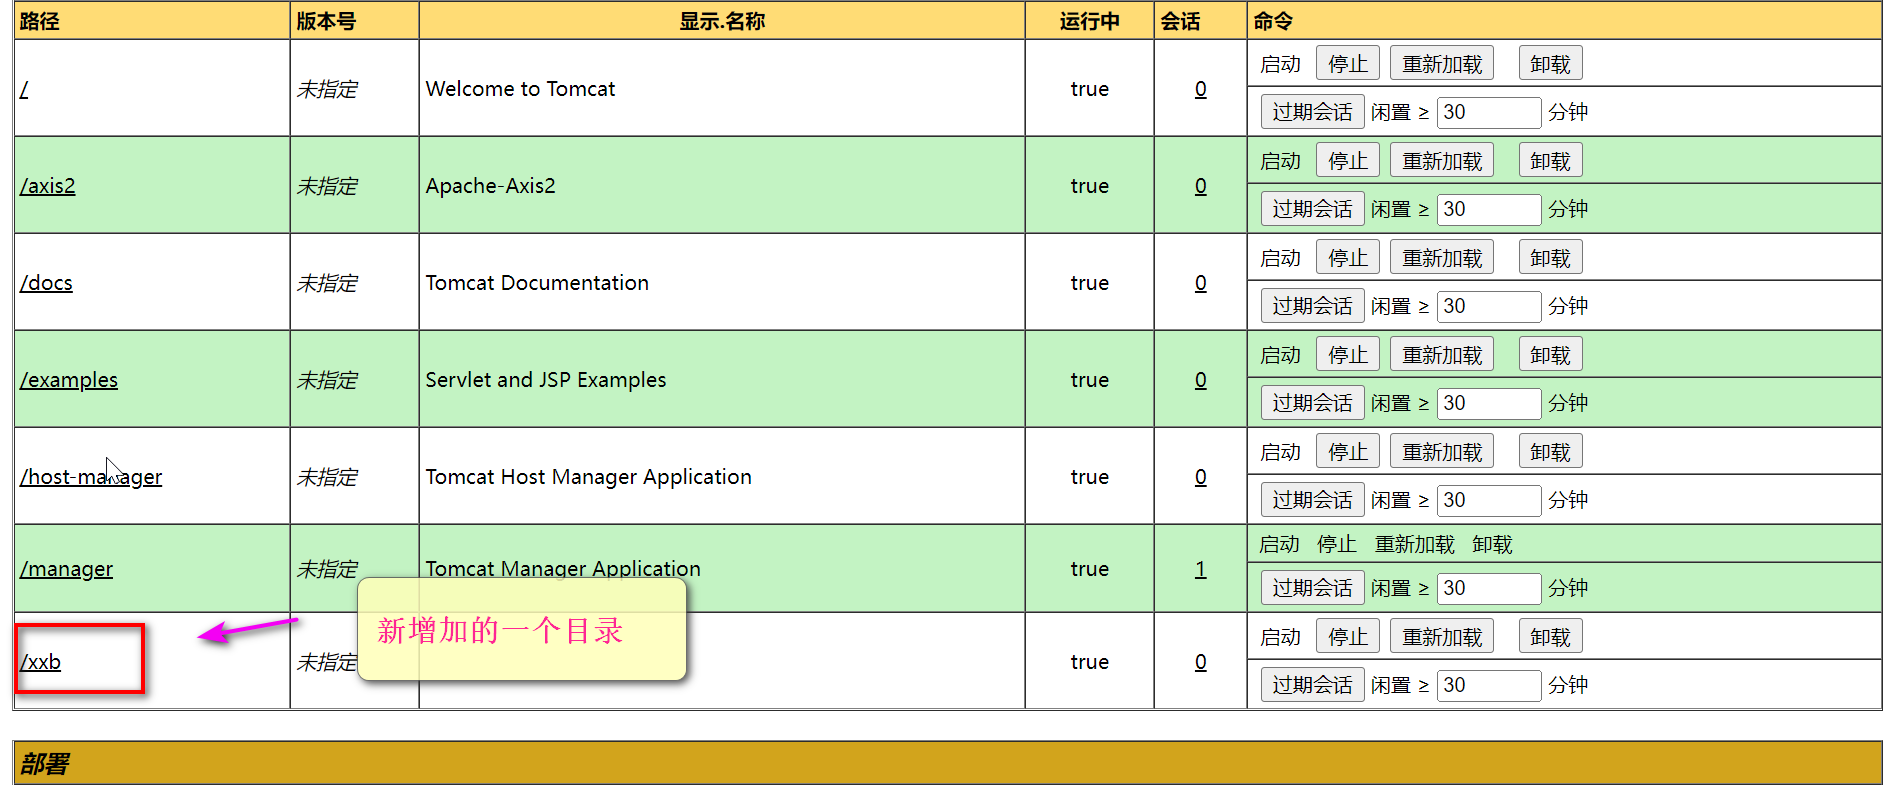 路径 版本号 显示.名称 运行中 会话 命令
启动 停止 重新加载 卸载
/ 未指定 Welcome to Tomcat true 0
过期会话 闲置 ≥ 30 分钟
启动 停止 重新加载 卸载
/axis2 未指定 Apache-Axis2 true 0
过期会话 闲置 ≥ 30 分钟
启动 停止 重新加载 卸载
/docs 未指定 Tomcat Documentation true 0
过期会话 闲置 ≥ 30 分钟
启动 停止 重新加载 卸载
/examples 未指定 Servlet and JSP Examples true 0
过期会话 闲置 ≥ 30 分钟
启动 停止 重新加载 卸载
/host-manager 未指定 Tomcat Host Manager Application true 0
过期会话 闲置 ≥ 30 分钟
启动 停止 重新加载 卸载
/manager 未指定 Tomcat Manager Application true 1
过期会话 闲置 ≥ 30 分钟
新增加的一个目录
启动 停止 重新加载 卸载
/xxb 未指定 true 0
过期会话 闲置 ≥ 30 分钟
部署